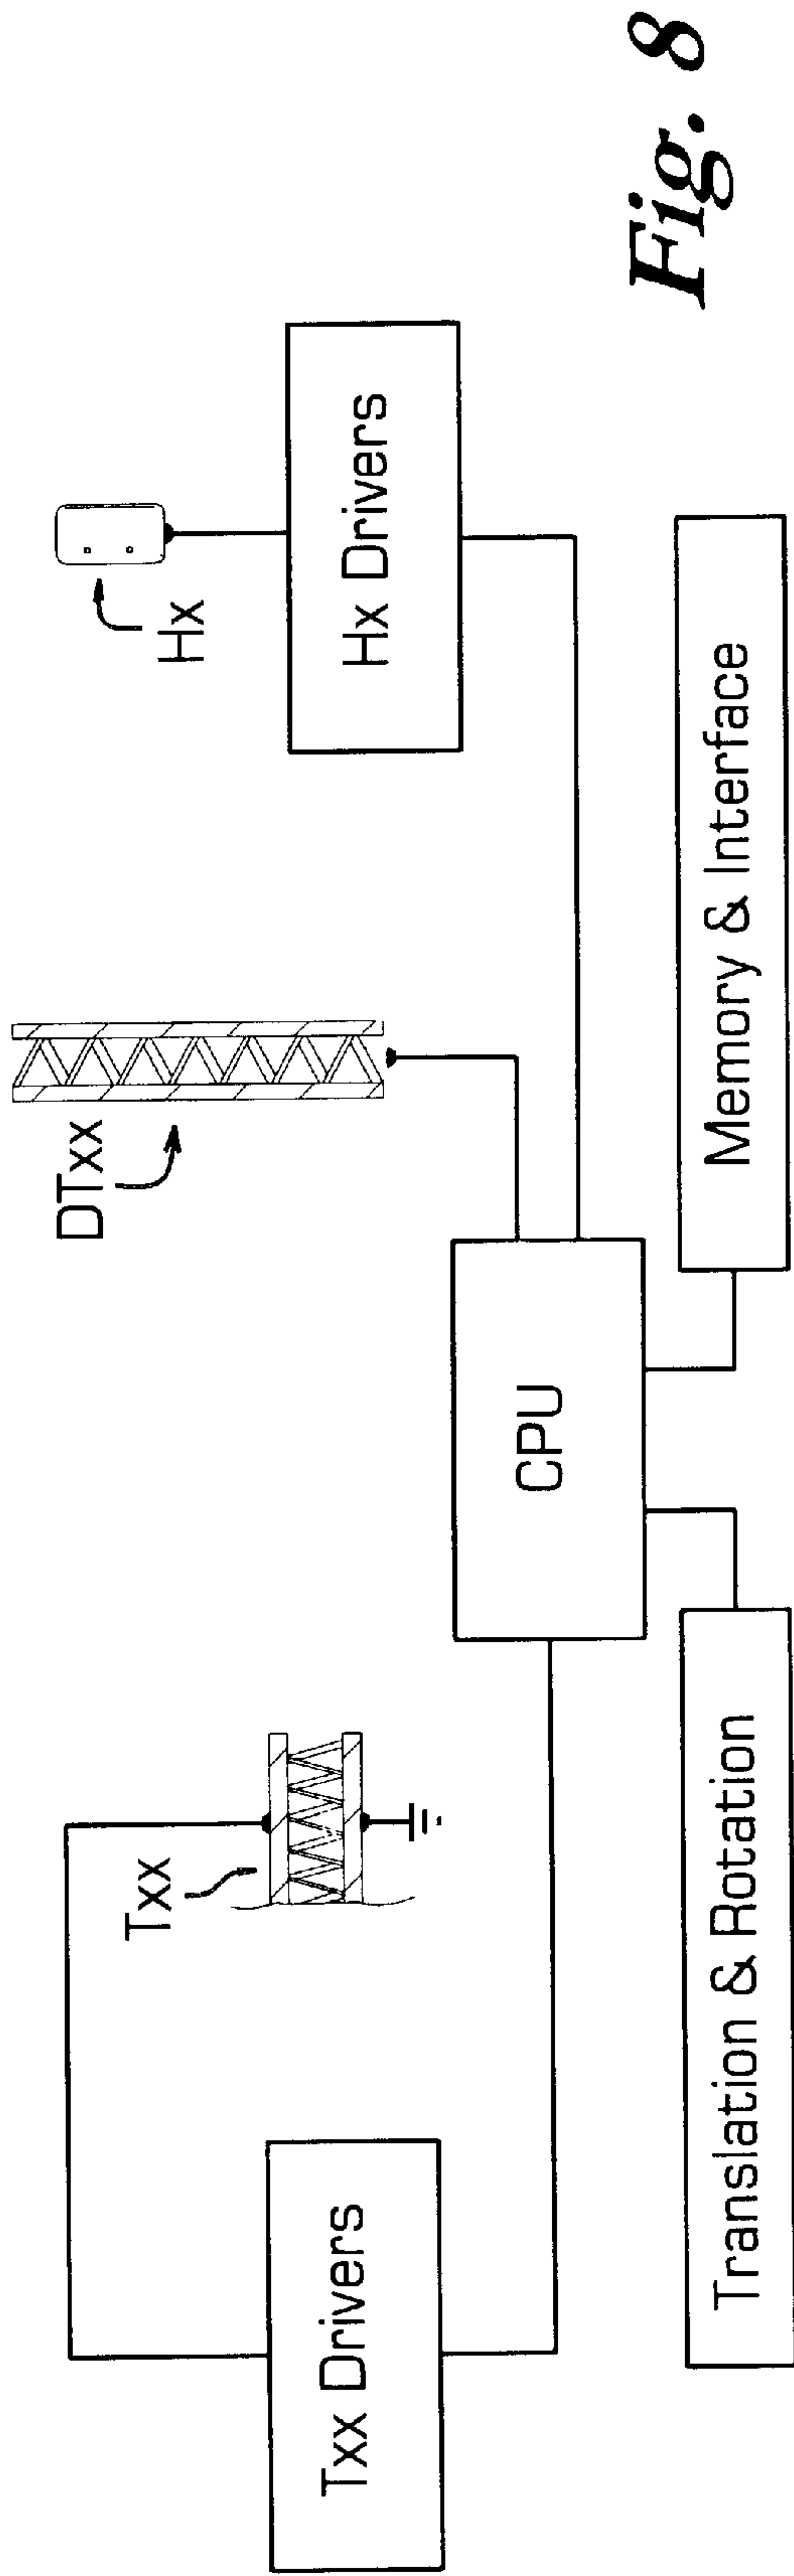 DTxx
Hx
Txx
Txx Drivers
Hx Drivers
CPU
Translation & Rotation
Memory & Interface
Fig. 8